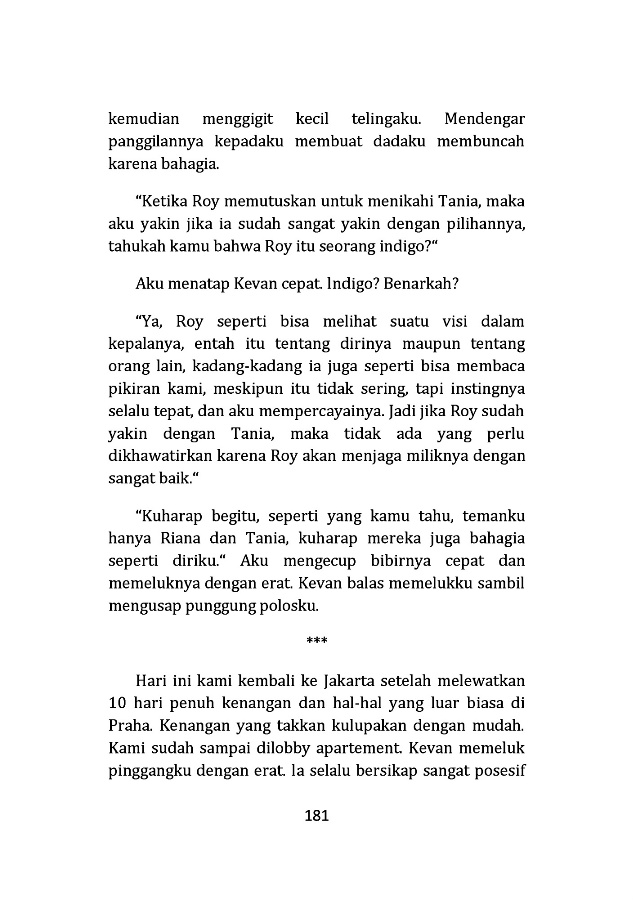 kemudian menggigit kecil telingaku. Mendengar
panggilannya kepadaku membuat dadaku membuncah
karena bahagia.
“Ketika Roy memutuskan untuk menikahi Tania, maka
aku yakin jika ia sudah sangat yakin dengan pilihannya,
tahukah kamu bahwa Roy itu seorang indigo?“
Aku menatap Kevan cepat. Indigo? Benarkah?
“Ya, Roy seperti bisa melihat suatu visi dalam
kepalanya, entah itu tentang dirinya maupun tentang
orang lain, kadang-kadang ia juga seperti bisa membaca
pikiran kami, meskipun itu tidak sering, tapi instingnya
selalu tepat, dan aku mempercayainya. Jadi jika Roy sudah
yakin dengan Tania, maka tidak ada yang perlu
dikhawatirkan karena Roy akan menjaga miliknya dengan
sangat baik.“
“Kuharap begitu, seperti yang kamu tahu, temanku
hanya Riana dan Tania, kuharap mereka juga bahagia
seperti diriku.“ Aku mengecup bibirnya cepat dan
memeluknya dengan erat. Kevan balas memelukku sambil
mengusap punggung polosku.
***
Hari ini kami kembali ke Jakarta setelah melewatkan
10 hari penuh kenangan dan hal-hal yang luar biasa di
Praha. Kenangan yang takkan kulupakan dengan mudah.
Kami sudah sampai dilobby apartement. Kevan memeluk
pinggangku dengan erat. Ia selalu bersikap sangat posesif
181